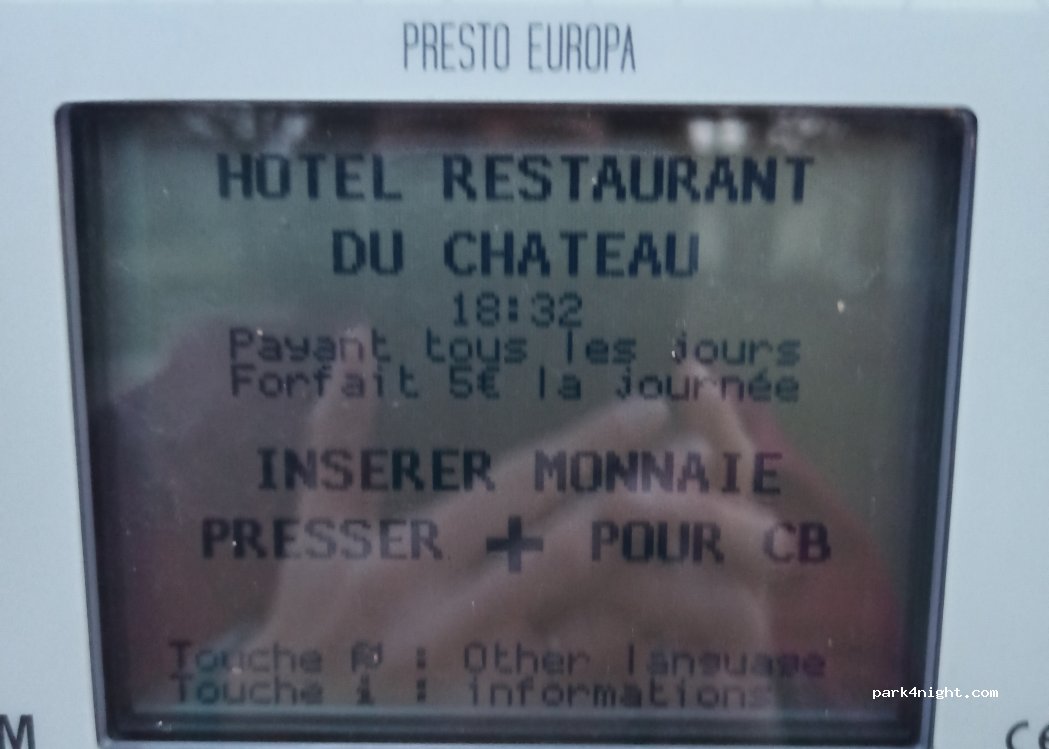 PRESTO EUROPA
HOTEL RESTAURANT
DU CHATEAU
18:32
Payant tous les jours
Forfait 5€ la journée
INSERER MONNAIE
PRESSER + POUR CB
Touche : Other language
Touche i : informations
park4night.com
M
ce